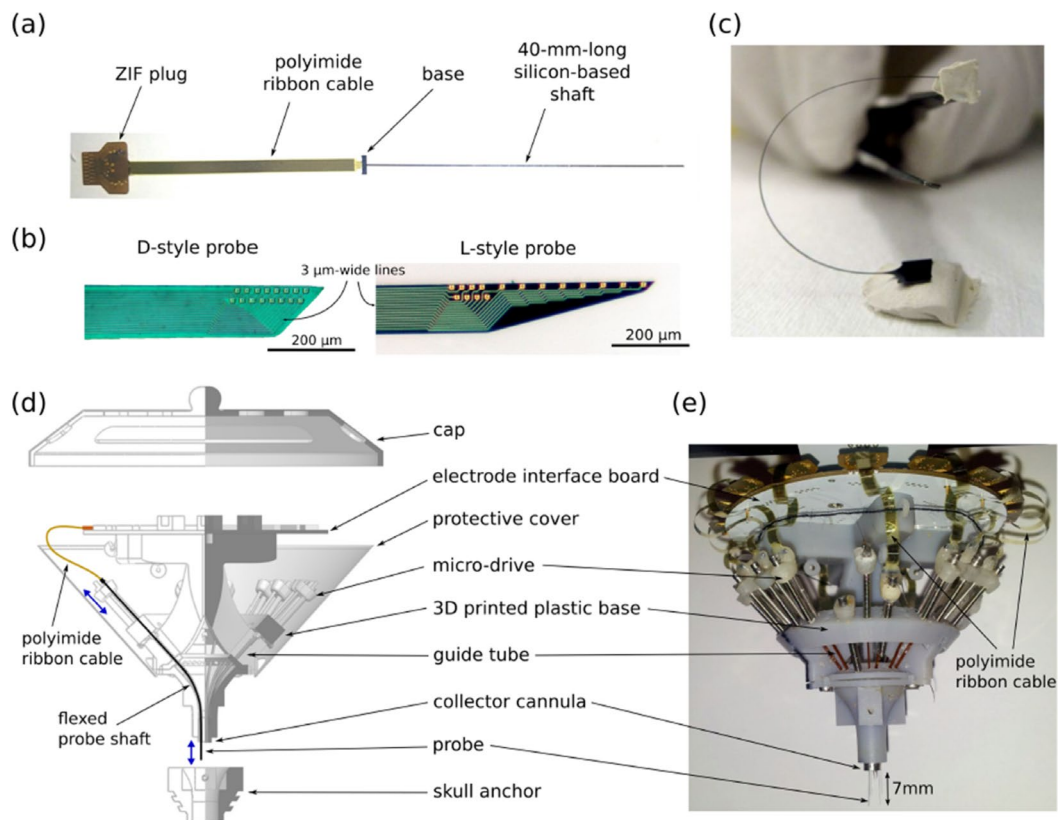 (a)
ZIF plug
polyimide
ribbon cable
base
40-mm-long
silicon-based
shaft
(b)
D-style probe
L-style probe
3 µm-wide lines
200 µm
200 µm
(c)
(d)
cap
electrode interface board
protective cover
micro-drive
3D printed plastic base
guide tube
collector cannula
probe
skull anchor
polyimide
ribbon cable
flexed
probe shaft
(e)
polyimide
ribbon cable
7mm